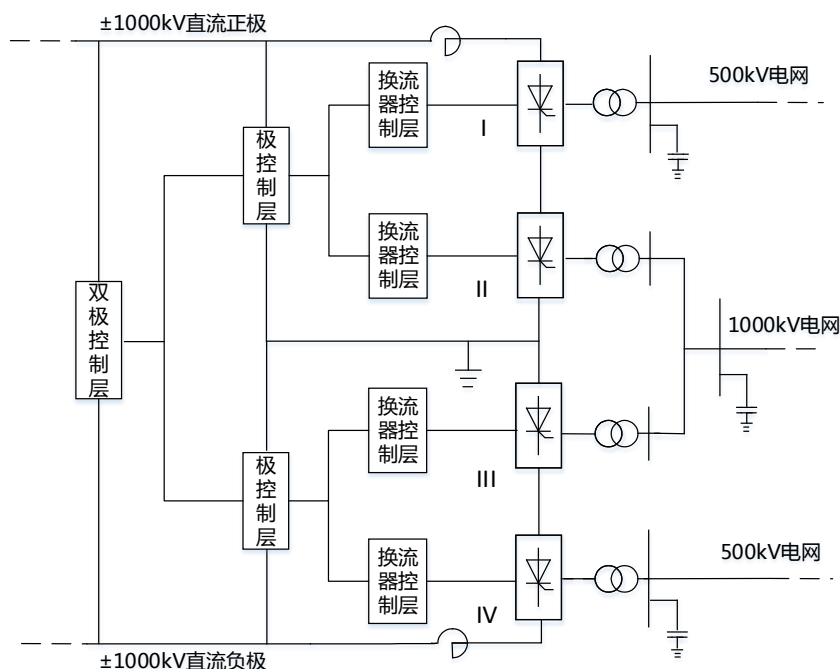 ±1000kV直流正极
500kV电网
换流
器控
制层
I
极
控
制
层
换流
器控
制层
II
双
极
控
制
层
1000kV电网
换流
器控
制层
III
极
控
制
层
500kV电网
换流
器控
制层
IV
±1000kV直流负极